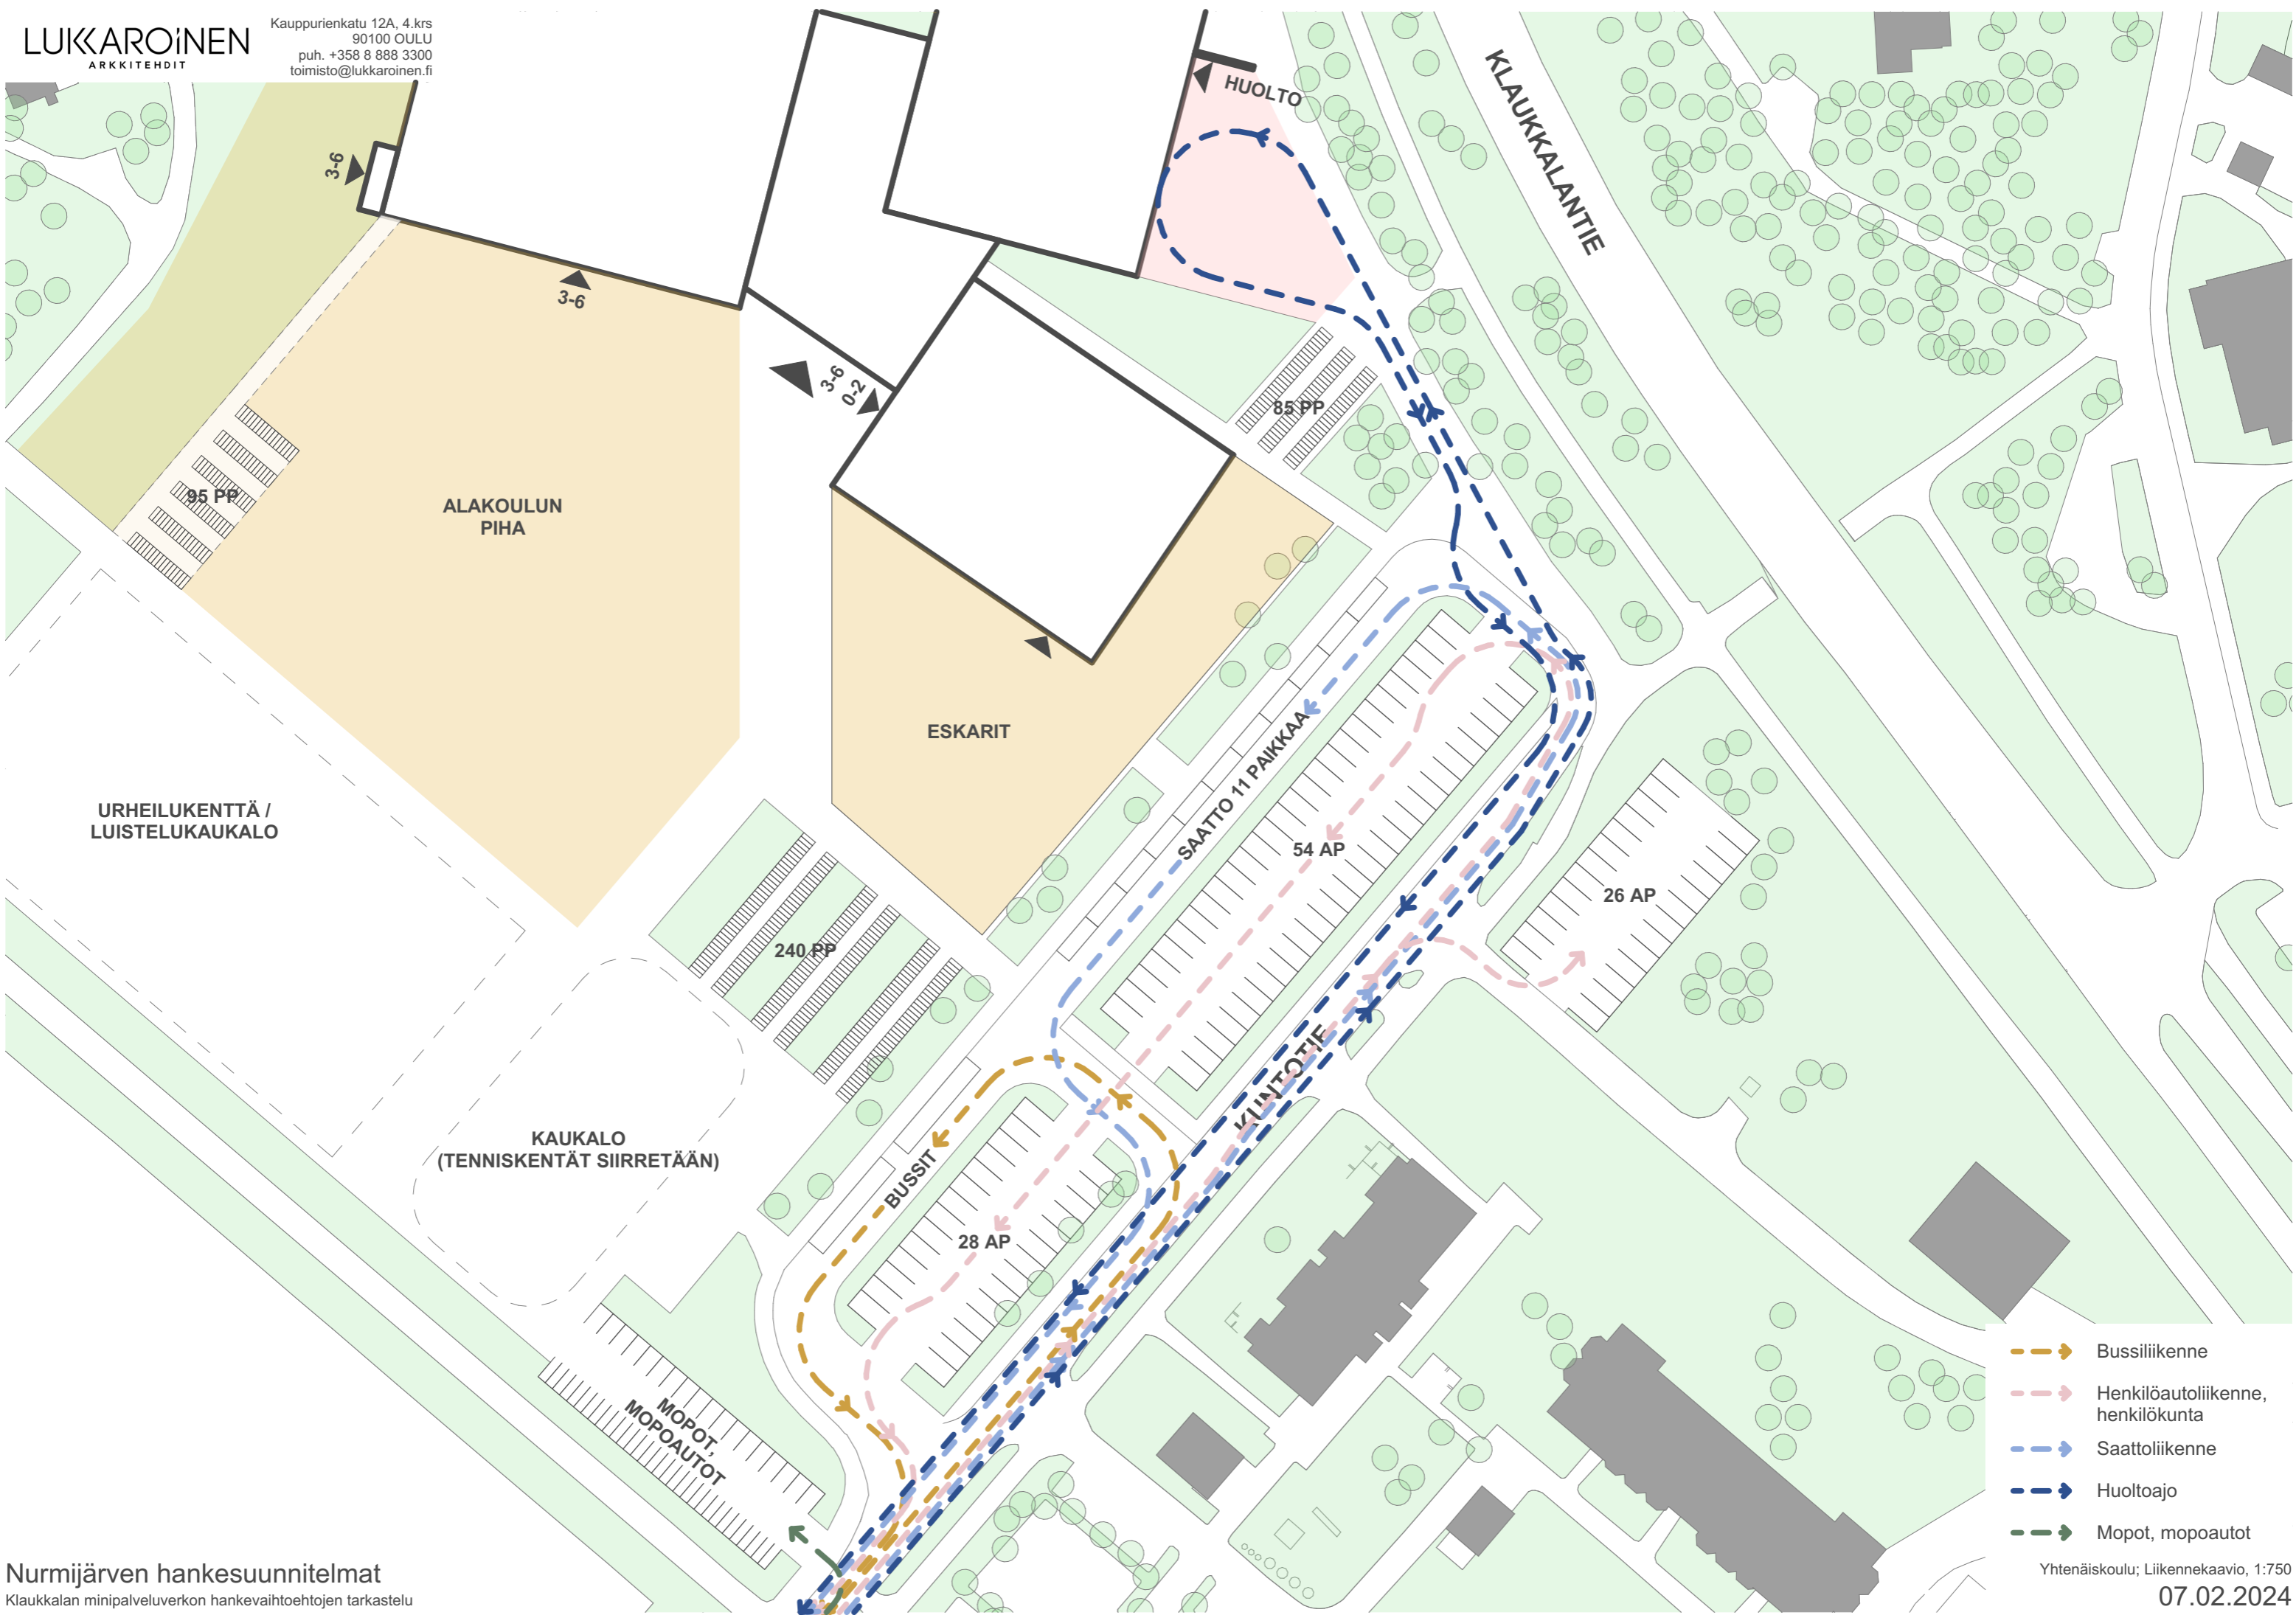 LUKKAROINEN
ARKKITEHDIT
Kauppurienkatu 12A, 4.krs
90100 OULU
puh. +358 8 888 3300
toimisto@lukkaroinen.fi
HUOLTO
KLAUKKALANTIE
3-6
3-6
3-6
0-2
85 PP
95 PP
ALAKOULUN
PIHA
ESKARIT
SAATTO 11 PAIKKAA
URHEILUKENTTÄ /
LUISTELUKAUKALO
54 AP
26 AP
240 PP
KUNTOTIE
KAUKALO
(TENNISKENTÄT SIIRRETÄÄN)
BUSSIT
28 AP
MOPOT,
MOPOAUTOT
Bussiliikenne
Henkilöautoliikenne,
henkilökunta
Saattoliikenne
Huoltoajo
Mopot, mopoautot
Nurmijärven hankesuunnitelmat
Klaukkalan minipalveluverkon hankevaihtoehtojen tarkastelu
Yhtenäiskoulu; Liikennekaavio, 1:750
07.02.2024